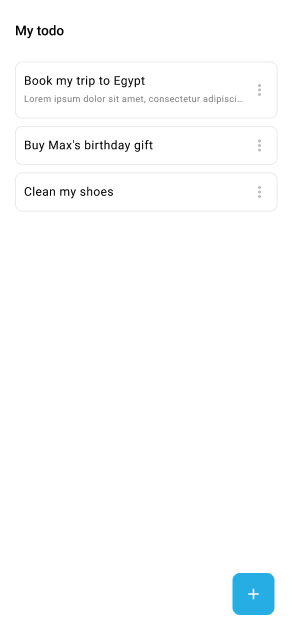 My todo
Book my trip to Egypt
Lorem ipsum dolor sit amet, consectetur adipisci...
Buy Max's birthday gift
Clean my shoes